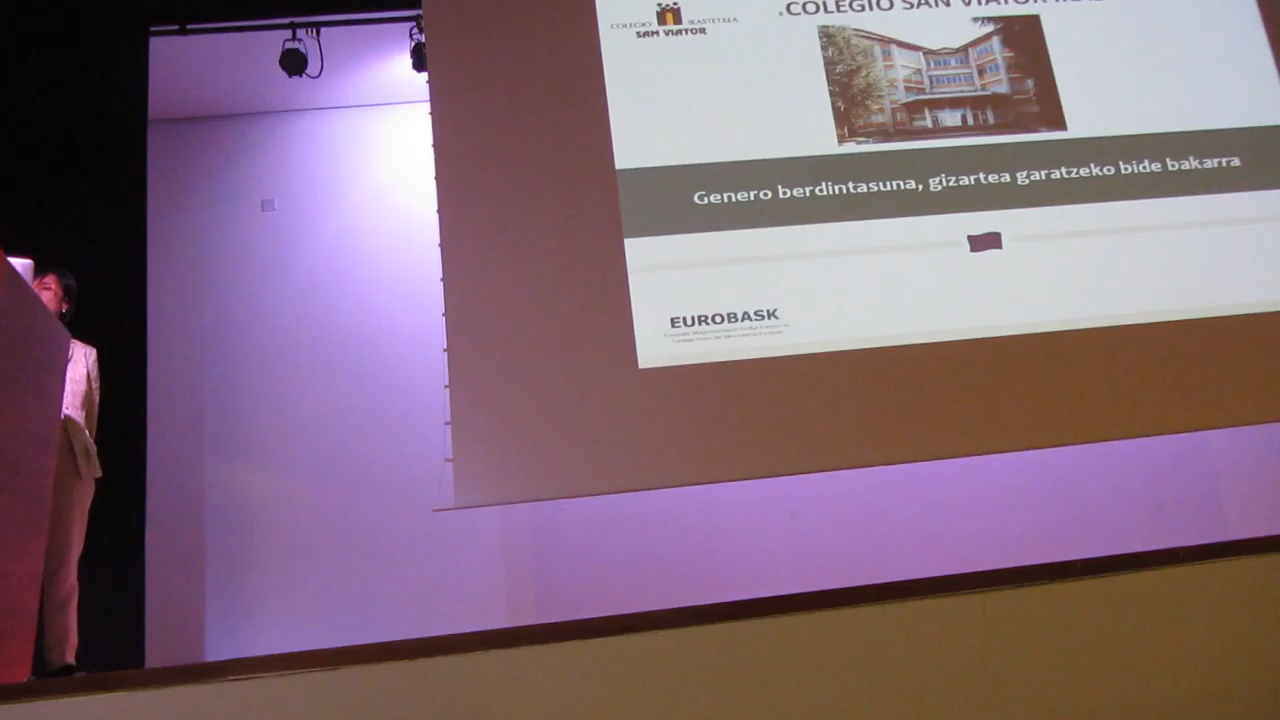 COLEGIO IKASTETXEA
SAN VIATOR
COLEGIO SAN VIATOR
Genero berdintasuna, gizartea garatzeko bide bakarra
EUROBASK